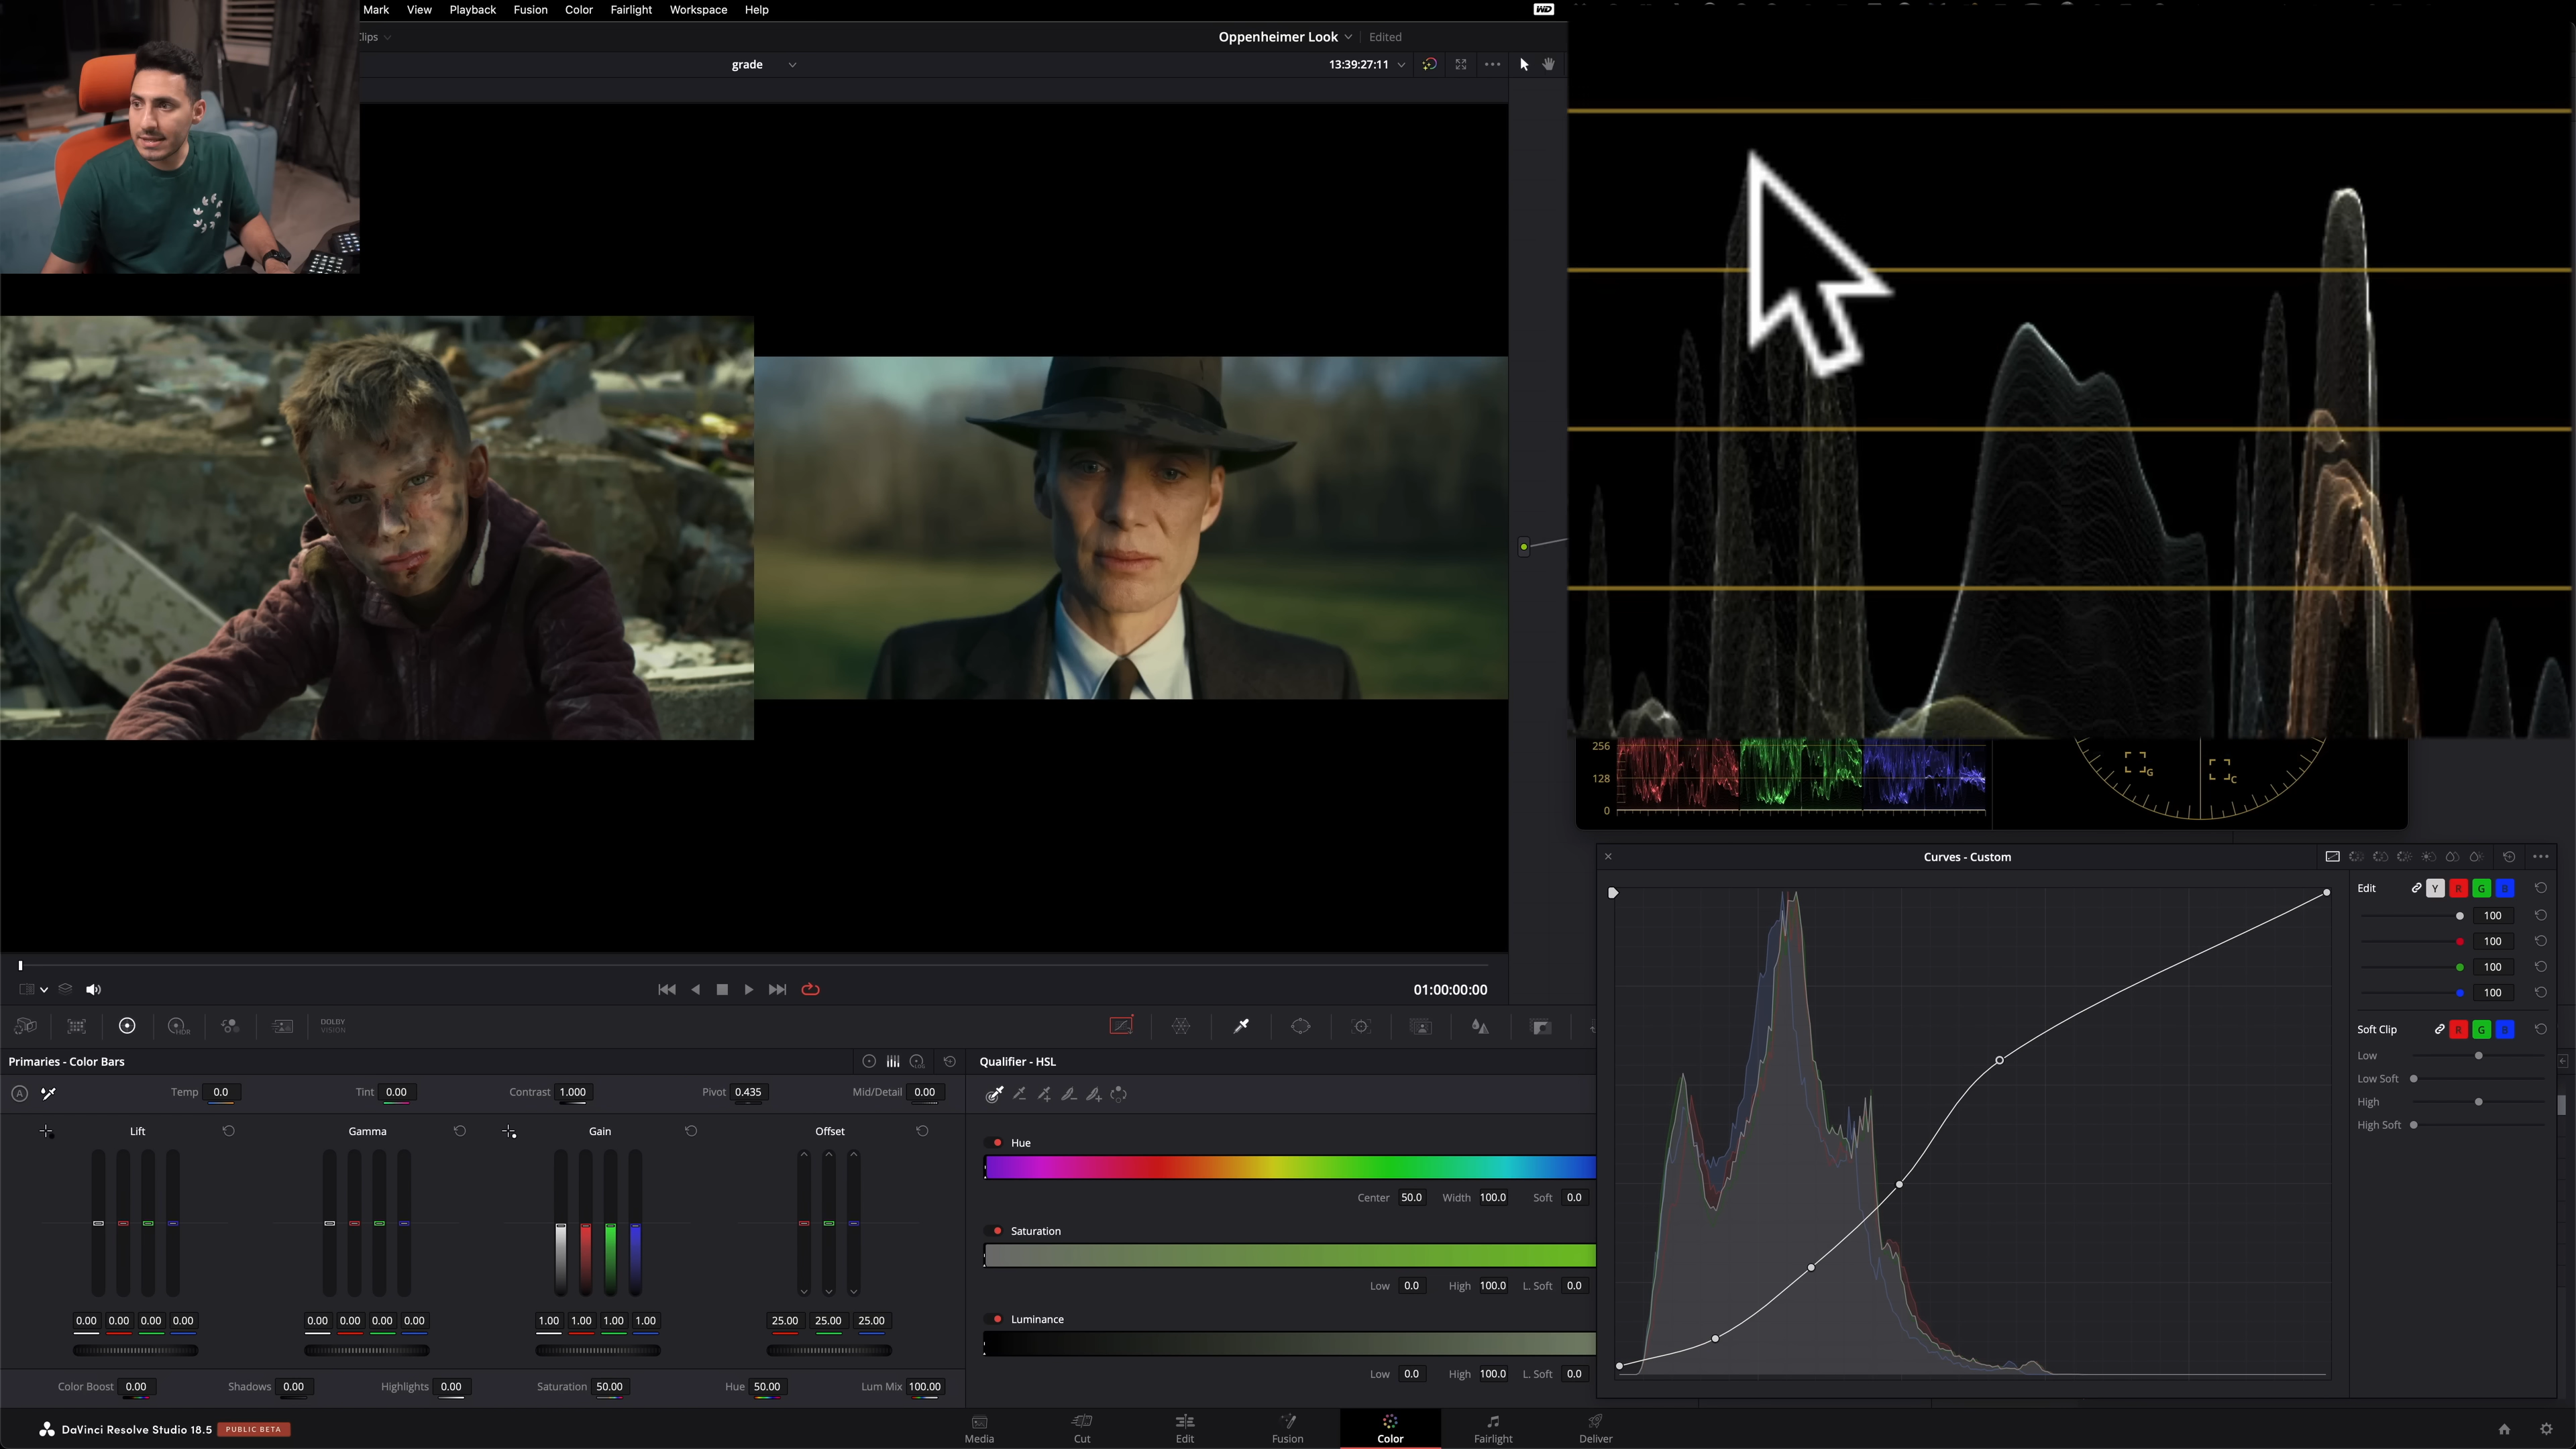 Mark View Playback Fusion Color Fairlight Workspace Help
WD
Clips
Oppenheimer Look Edited
grade
13:39:27:11
256
128
0
G
C
Curves - Custom
Edit Y R G B
100
100
100
100
Soft Clip R G B
Low
Low Soft
High
High Soft
01:00:00:00
HDR
DOLBY
VISION
Primaries - Color Bars
LOG
Qualifier - HSL
A
Temp 0.0 Tint 0.00 Contrast 1.000 Pivot 0.435 Mid/Detail 0.00
Lift Gamma Gain Offset
0.00 0.00 0.00 0.00 0.00 0.00 0.00 0.00 1.00 1.00 1.00 1.00 25.00 25.00 25.00
Color Boost 0.00 Shadows 0.00 Highlights 0.00 Saturation 50.00 Hue 50.00 Lum Mix 100.00
Hue
Center 50.0 Width 100.0 Soft 0.0
Saturation
Low 0.0 High 100.0 L. Soft 0.0
Luminance
Low 0.0 High 100.0 L. Soft 0.0
DaVinci Resolve Studio 18.5 PUBLIC BETA
Media Cut Edit Fusion Color Fairlight Deliver